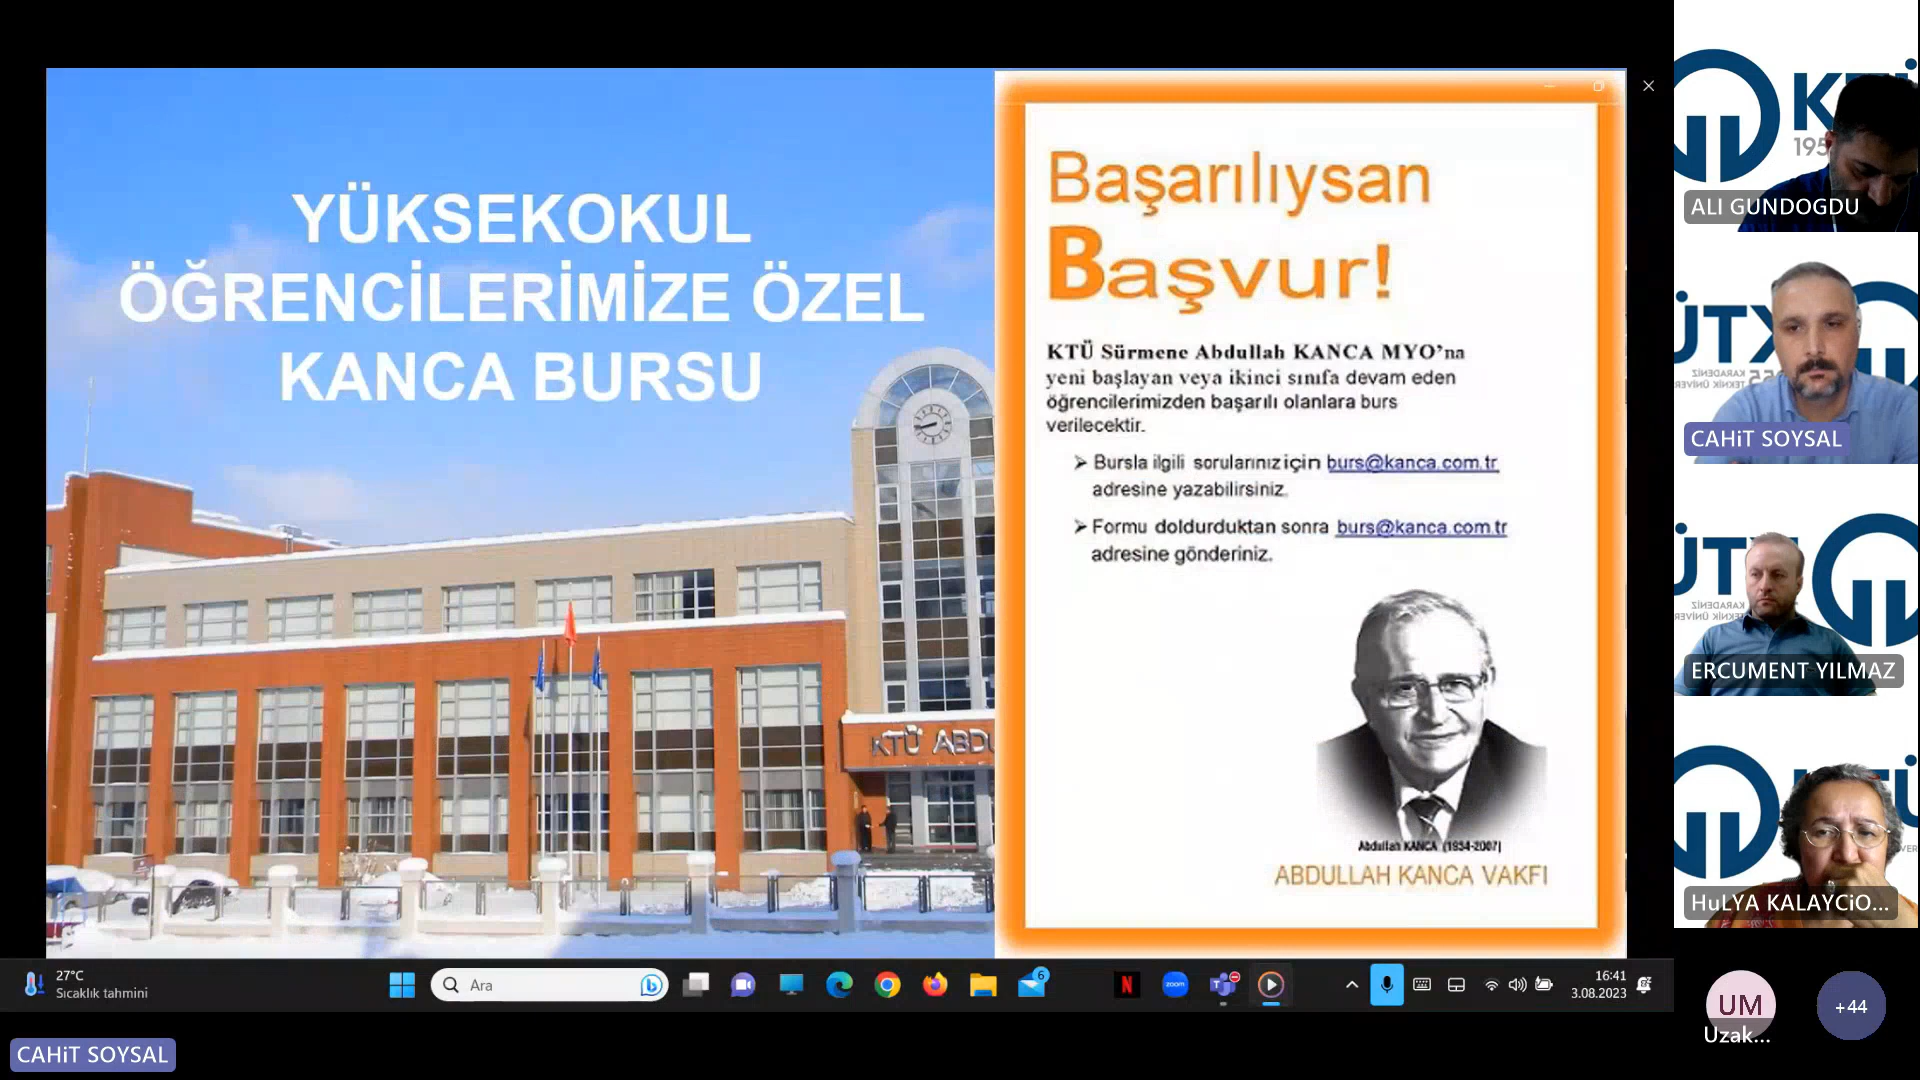 YÜKSEKOKUL
ÖĞRENCİLERİMİZE ÖZEL
KANCA BURSU
KTÜ ABDU
Başarılıysan
Başvur!
KTÜ Sürmene Abdullah KANCA MYO'na
yeni başlayan veya ikinci sınıfa devam eden
öğrencilerimizden başarılı olanlara burs
verilecektir.
Bursla ilgili sorularınız için burs@kanca.com.tr
adresine yazabilirsiniz.
Formu doldurduktan sonra burs@kanca.com.tr
adresine gönderiniz.
Abdullah KANCA (1934-2007)
ABDULLAH KANCA VAKFI
ALI GUNDOGDU
CAHiT SOYSAL
ERCUMENT YILMAZ
HuLYA KALAYCiO...
UM
Uzak...
+44
27°C
Sıcaklık tahmini
Ara
zoom
6
16:41
3.08.2023
CAHiT SOYSAL